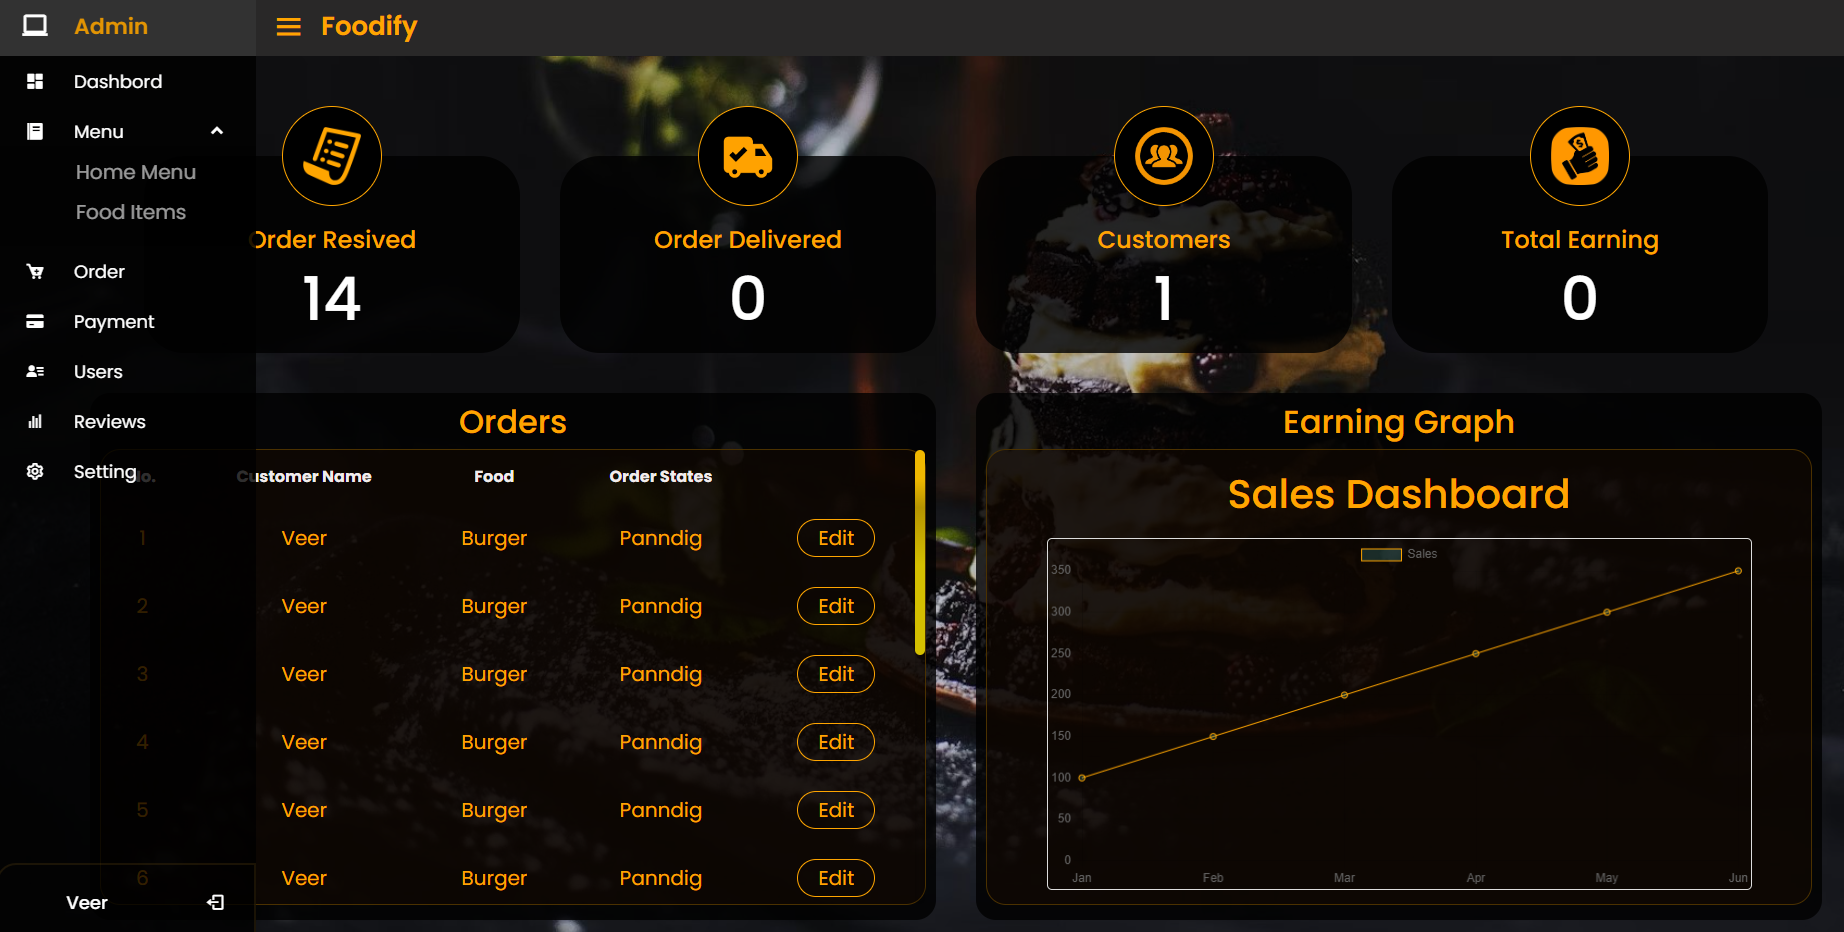 Admin
Foodify
Dashbord
Menu
Home Menu
Food Items
Order
Payment
Users
Reviews
Setting
Veer
Order Resived
14
Order Delivered
0
Customers
1
Total Earning
0
Orders
No. Customer Name Food Order States
1 Veer Burger Panndig Edit
2 Veer Burger Panndig Edit
3 Veer Burger Panndig Edit
4 Veer Burger Panndig Edit
5 Veer Burger Panndig Edit
6 Veer Burger Panndig Edit
Earning Graph
Sales Dashboard
Sales
350
300
250
200
150
100
50
0
Jan Feb Mar Apr May Jun